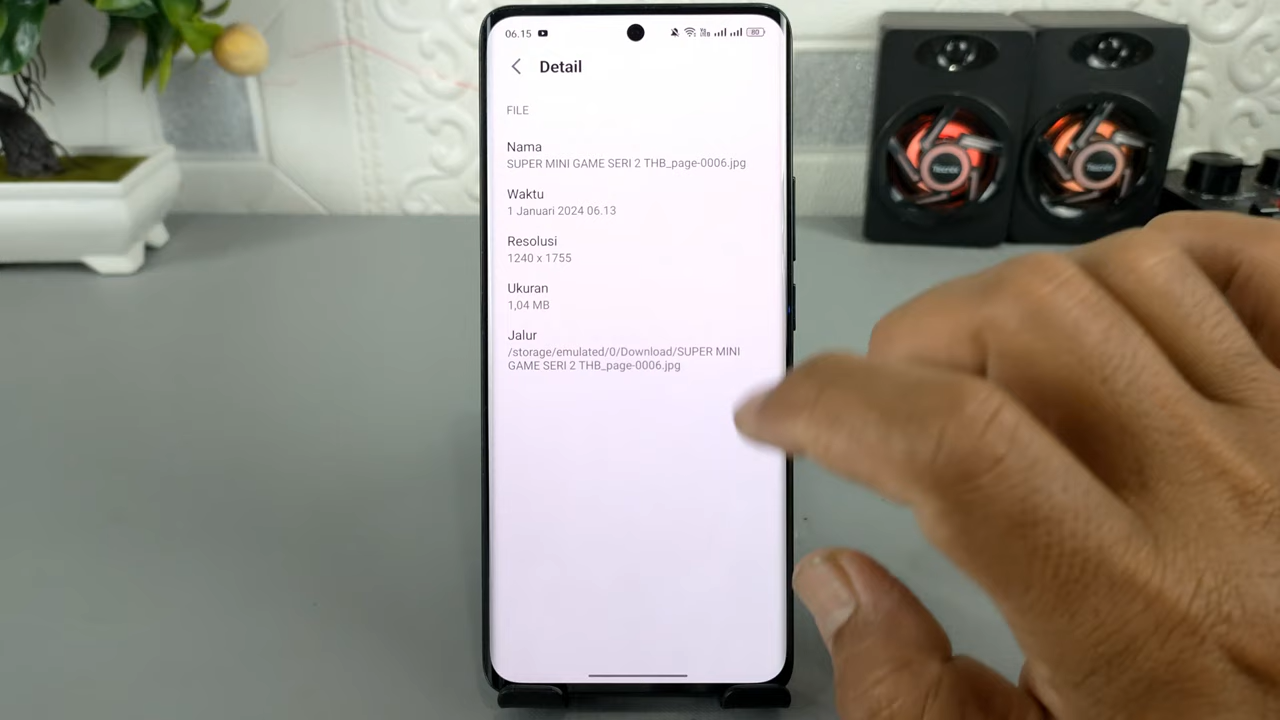 06.15
80
Detail
FILE
Nama
SUPER MINI GAME SERI 2 THB_page-0006.jpg
Waktu
1 Januari 2024 06.13
Resolusi
1240 x 1755
Ukuran
1,04 MB
Jalur
/storage/emulated/0/Download/SUPER MINI
GAME SERI 2 THB_page-0006.jpg